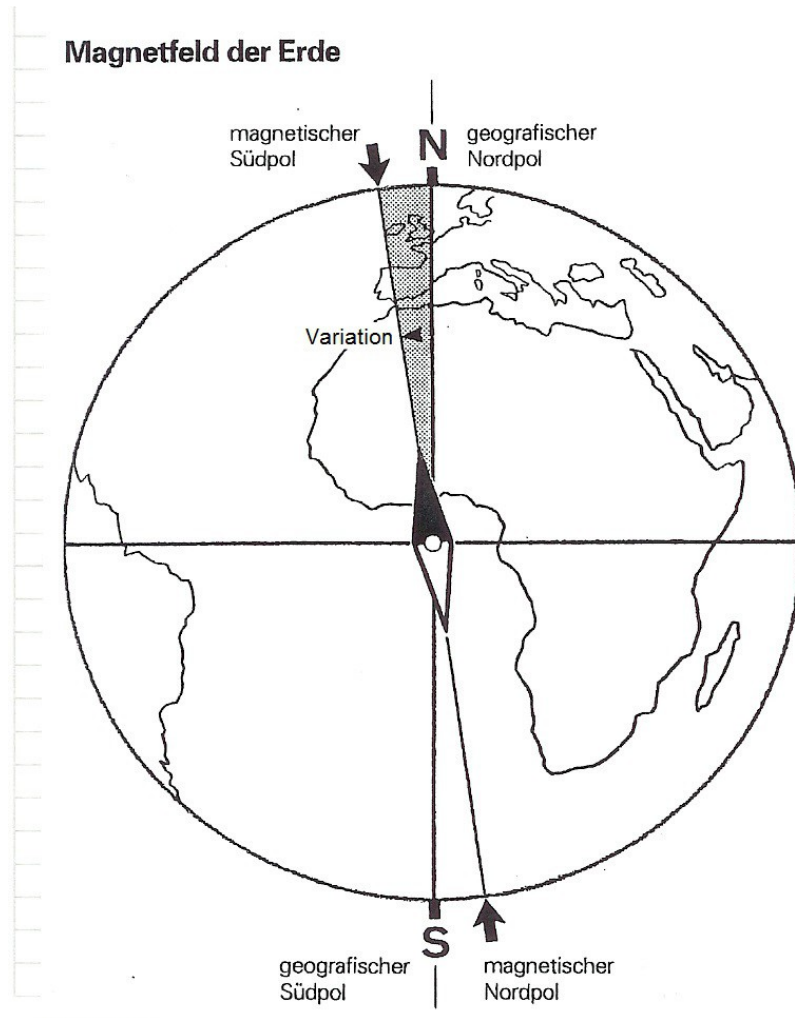 Magnetfeld der Erde
magnetischer
Südpol
N
geografischer
Nordpol
Variation
S
geografischer
Südpol
magnetischer
Nordpol